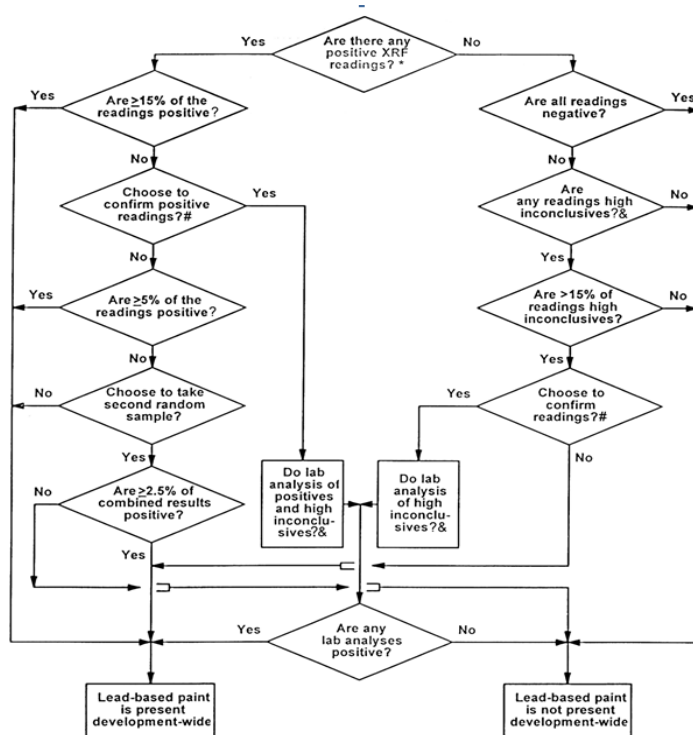 Are there any
positive XRF
readings? *
Yes
No
Are ≥15% of the
readings positive?
Yes
No
Are all readings
negative?
Yes
No
Choose to
confirm positive
readings?#
Yes
No
Are
any readings high
inconclusives?&
No
Yes
Are ≥5% of the
readings positive?
Yes
No
Are >15% of
readings high
inconclusives?
No
Yes
Choose to take
second random
sample?
No
Yes
Choose to
confirm
readings?#
Yes
No
Are ≥2.5% of
combined results
positive?
No
Yes
Do lab
analysis of
positives
and high
inconclu-
sives?&
Do lab
analysis
of high
inconclu-
sives?&
Are any
lab analyses
positive?
Yes
No
Lead-based paint
is present
development-wide
Lead-based paint
is not present
development-wide